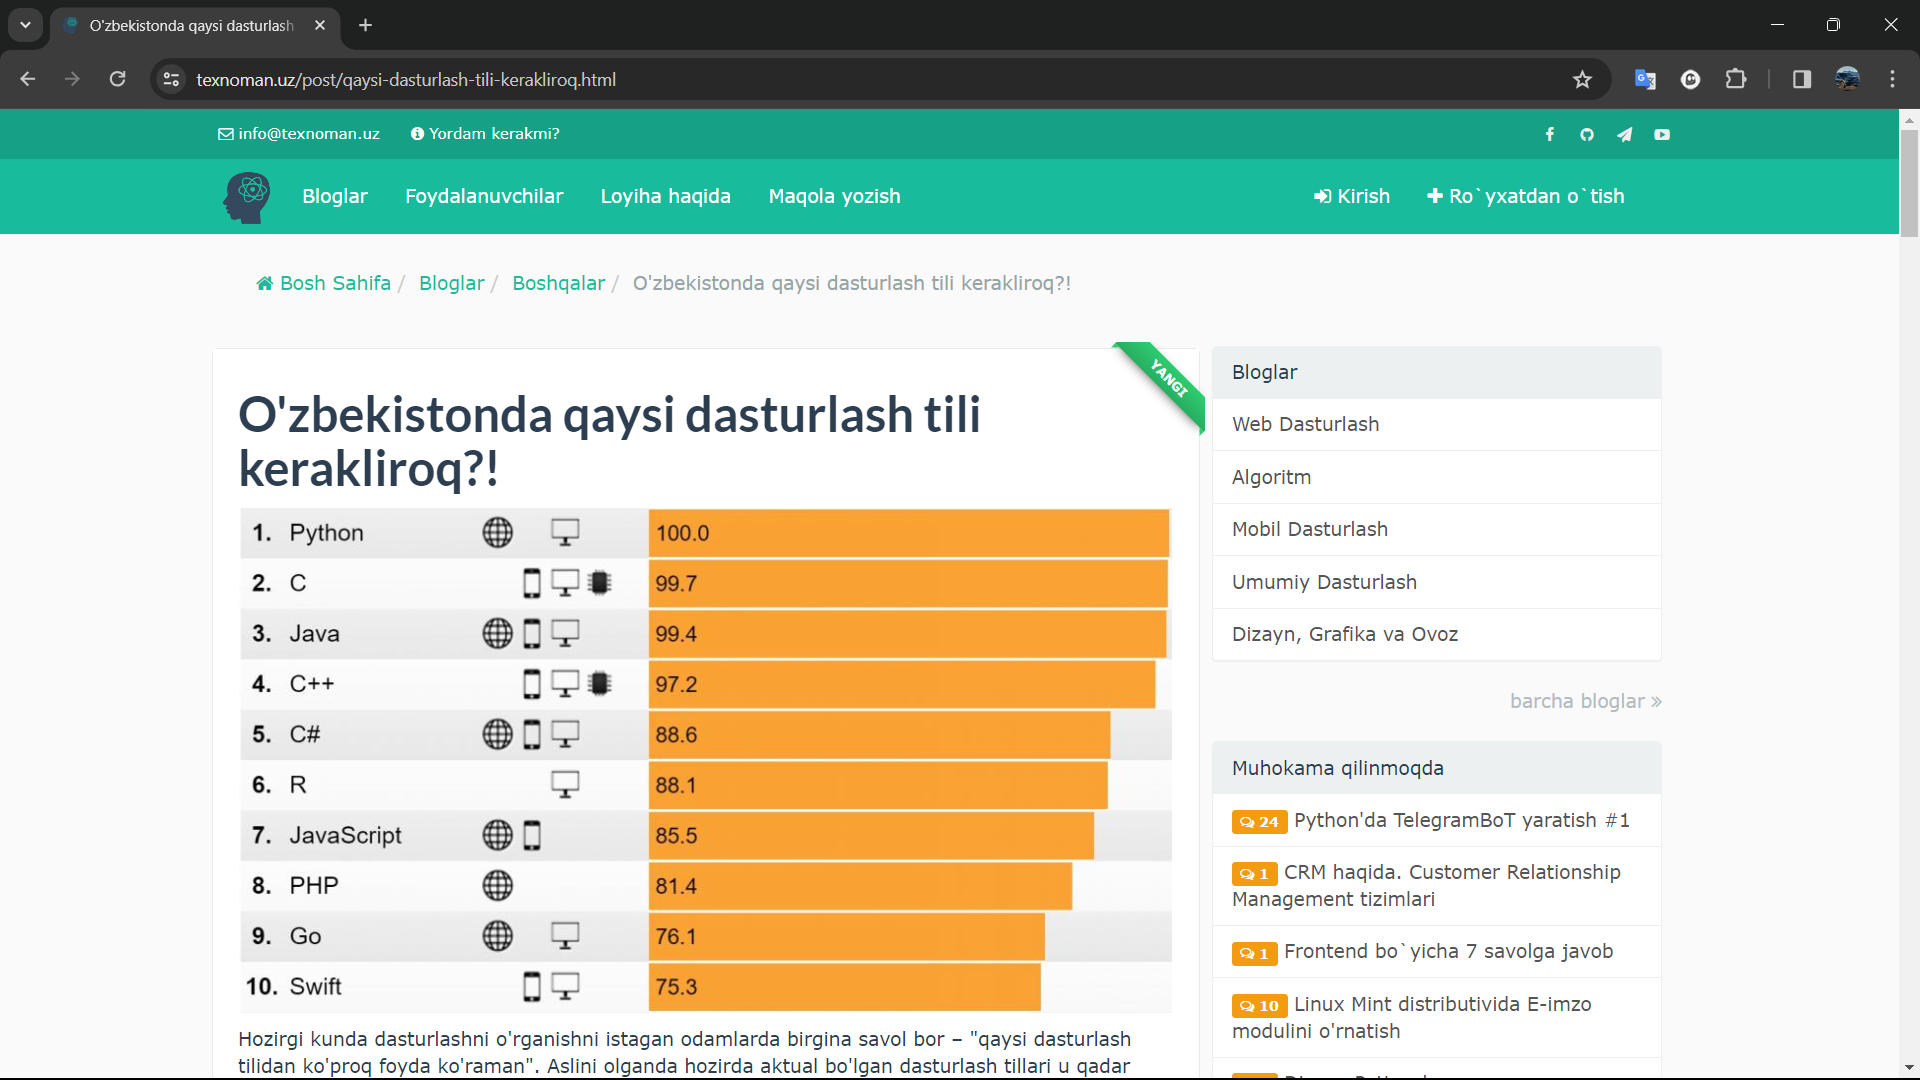 O'zbekistonda qaysi dasturlash
texnoman.uz/post/qaysi-dasturlash-tili-kerakliroq.html
info@texnoman.uz Yordam kerakmi?
Bloglar Foydalanuvchilar Loyiha haqida Maqola yozish Kirish Ro`yxatdan o`tish
Bosh Sahifa / Bloglar / Boshqalar / O'zbekistonda qaysi dasturlash tili kerakliroq?!
YANGI
O'zbekistonda qaysi dasturlash tili
kerakliroq?!
1. Python 100.0
2. C 99.7
3. Java 99.4
4. C++ 97.2
5. C# 88.6
6. R 88.1
7. JavaScript 85.5
8. PHP 81.4
9. Go 76.1
10. Swift 75.3
Hozirgi kunda dasturlashni o'rganishni istagan odamlarda birgina savol bor – "qaysi dasturlash
tilidan ko'proq foyda ko'raman". Aslini olganda hozirda aktual bo'lgan dasturlash tillari u qadar
Bloglar
Web Dasturlash
Algoritm
Mobil Dasturlash
Umumiy Dasturlash
Dizayn, Grafika va Ovoz
barcha bloglar »
Muhokama qilinmoqda
24 Python'da TelegramBoT yaratish #1
1 CRM haqida. Customer Relationship
Management tizimlari
1 Frontend bo`yicha 7 savolga javob
10 Linux Mint distributivida E-imzo
modulini o'rnatish